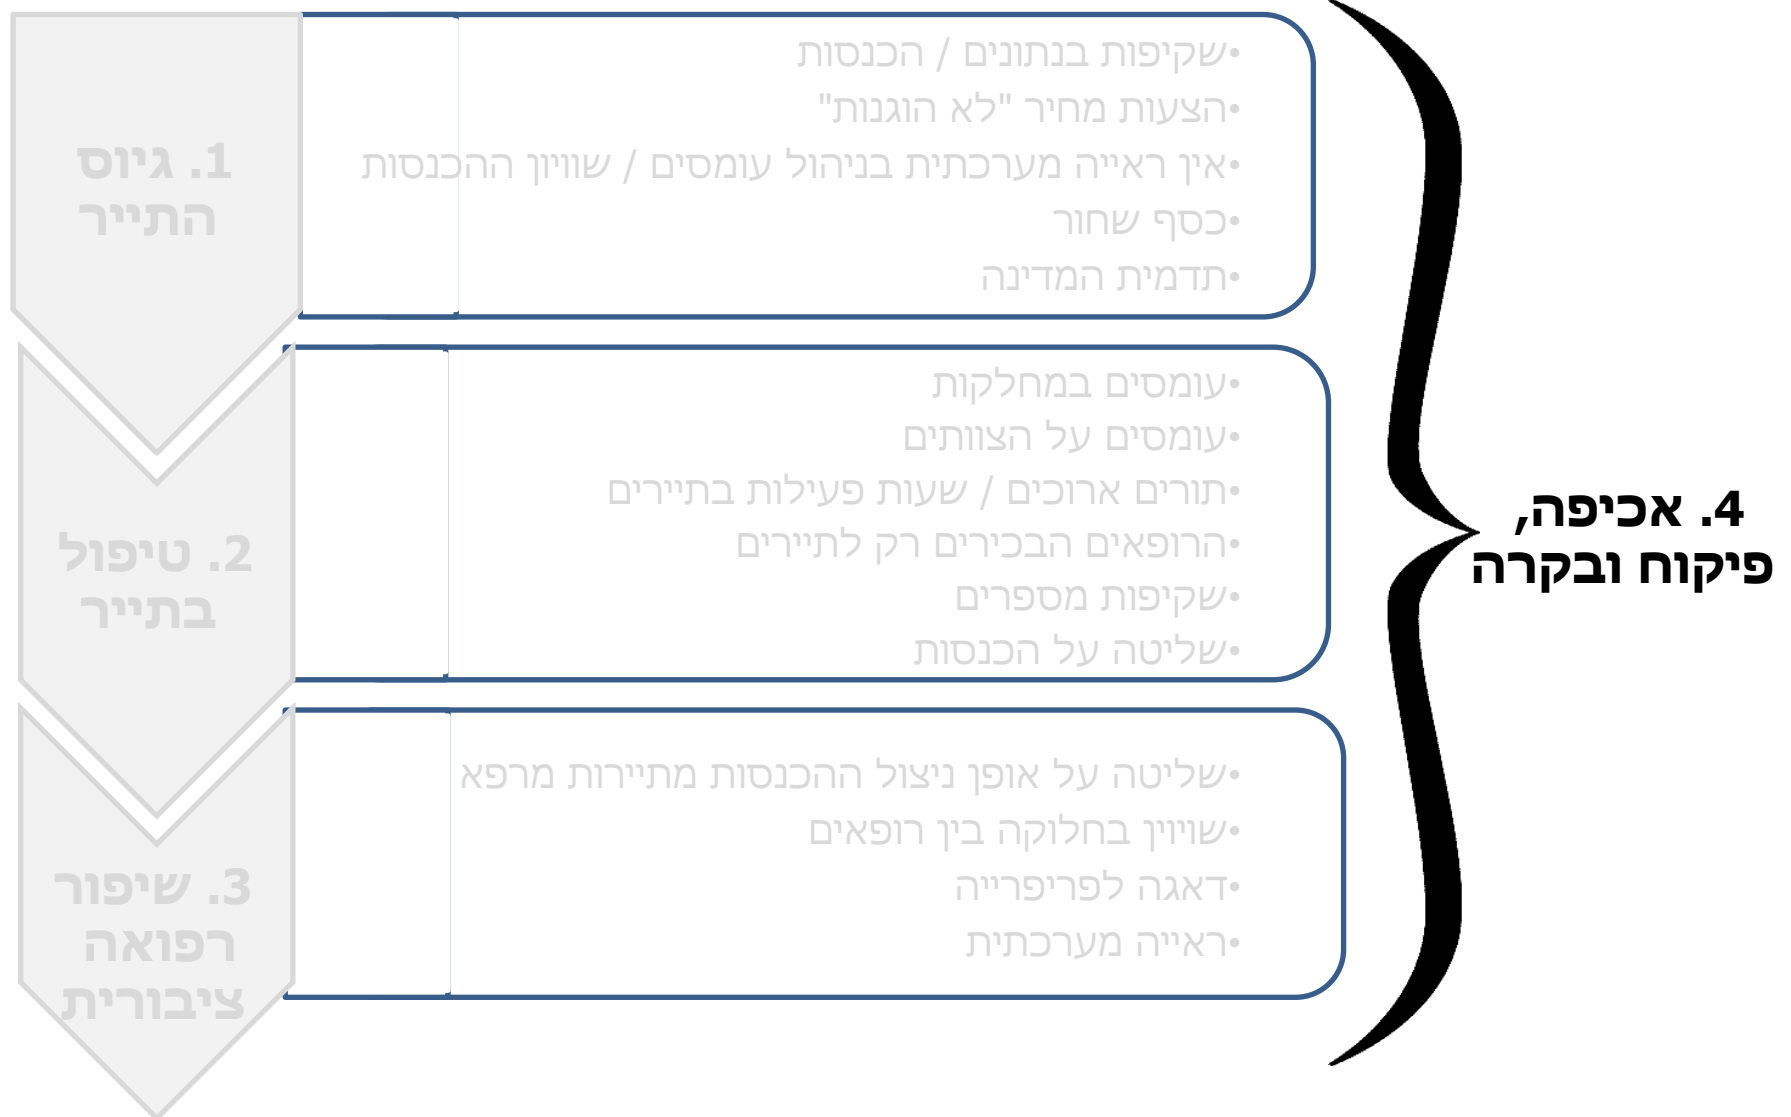 1. גיוס
התייר
•שקיפות בנתונים / הכנסות
•הצעות מחיר "לא הוגנות"
•אין ראייה מערכתית בניהול עומסים / שוויון ההכנסות
•כסף שחור
•תדמית המדינה
2. טיפול
בתייר
•עומסים במחלקות
•עומסים על הצוותים
•תורים ארוכים / שעות פעילות בתיירים
•הרופאים הבכירים רק לתיירים
•שקיפות מספרים
•שליטה על הכנסות
3. שיפור
רפואה
ציבורית
•שליטה על אופן ניצול ההכנסות מתיירות מרפא
•שויוין בחלוקה בין רופאים
•דאגה לפריפרייה
•ראייה מערכתית
4. אכיפה,
פיקוח ובקרה